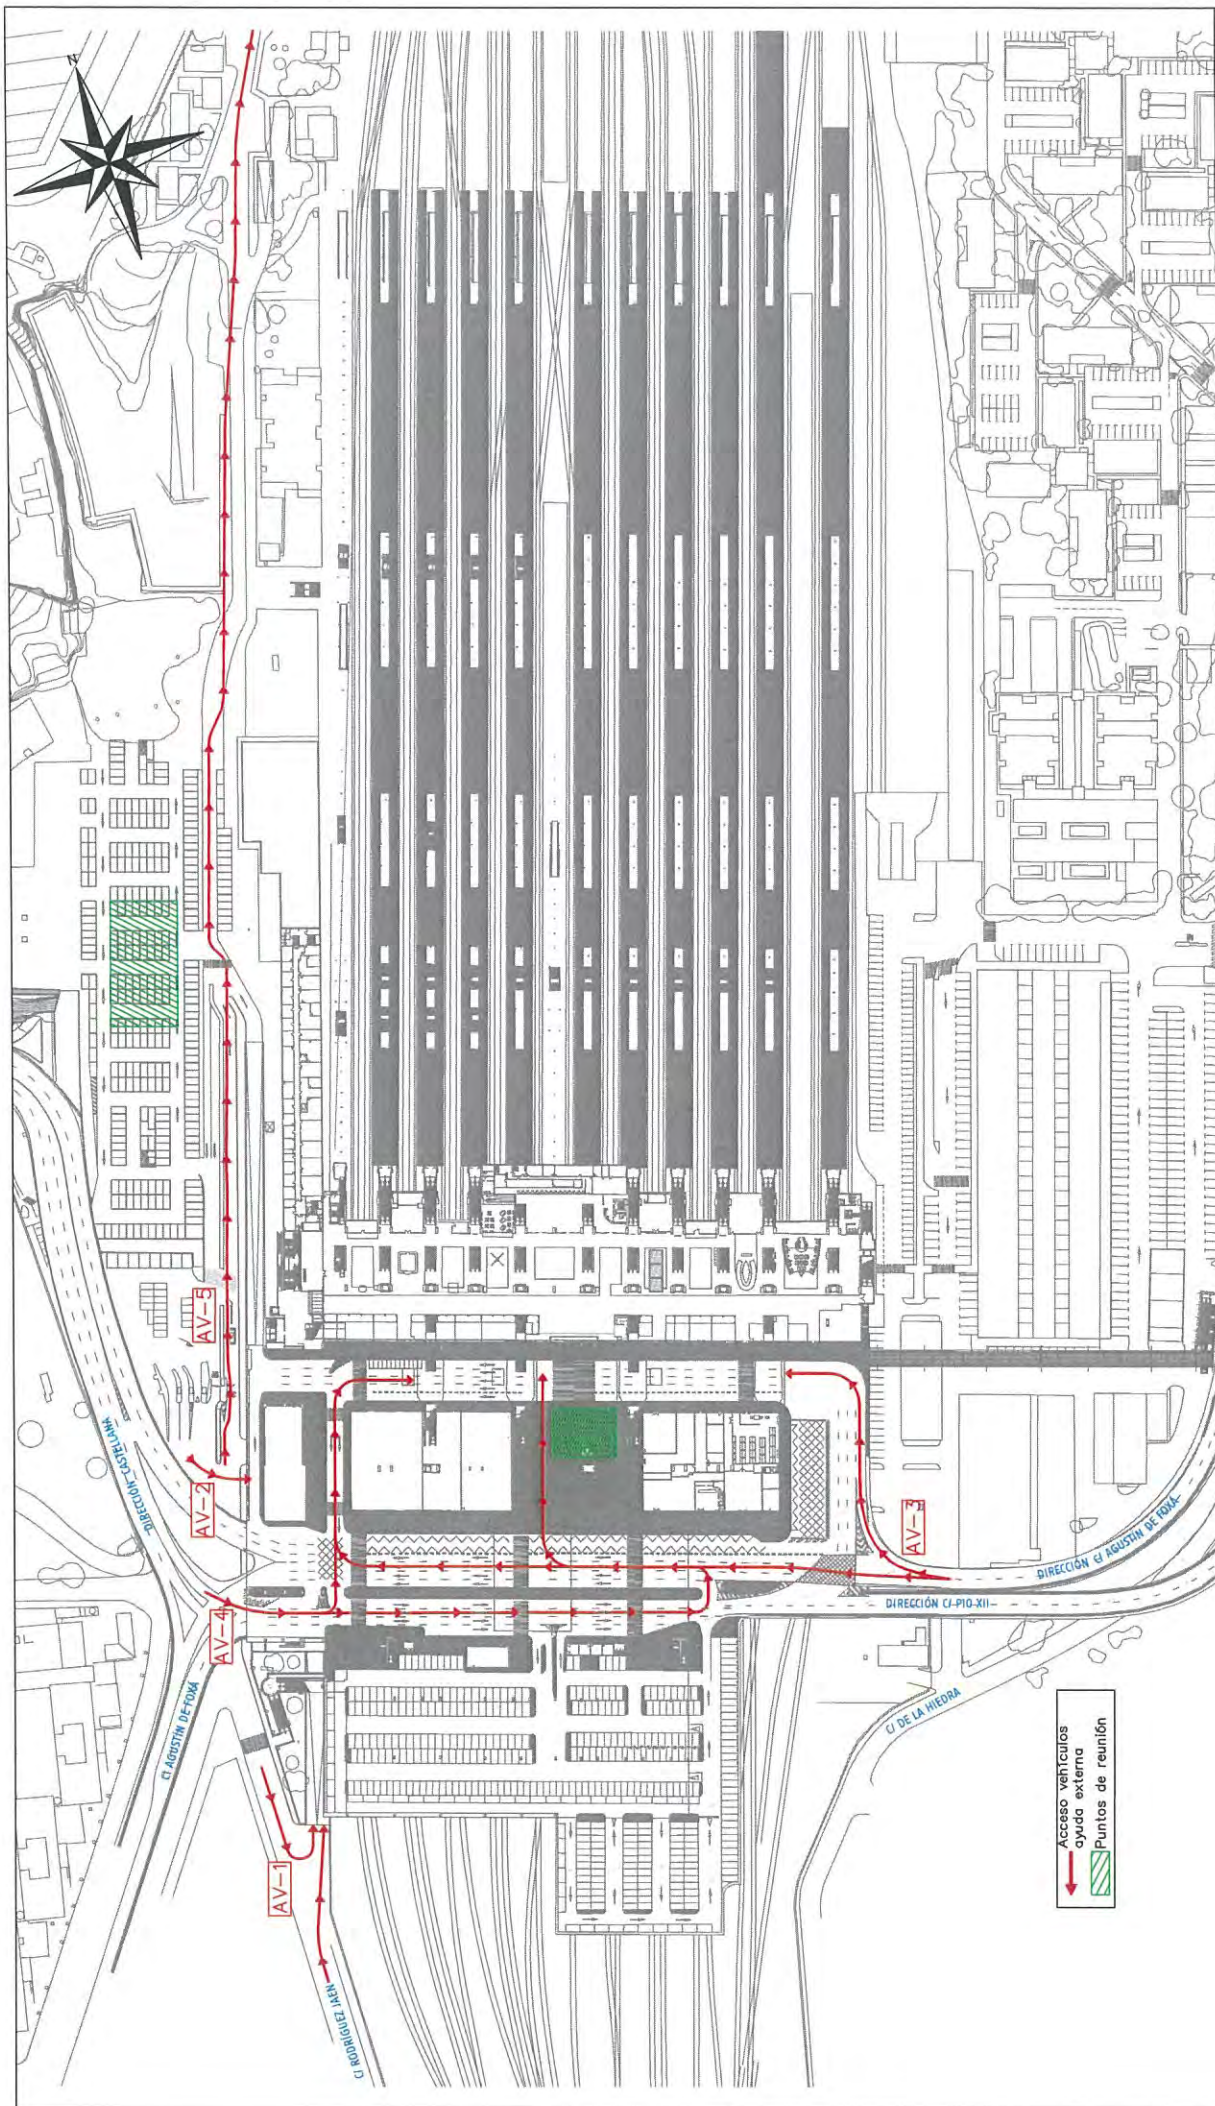 N
AV-5
DIRECCIÓN CASTELLANA
AV-2
AV-3
DIRECCIÓN C/ AGUSTÍN DE FOXÁ
DIRECCIÓN C/ PIO XII
AV-4
C/ AGUSTÍN DE FOXÁ
C/ DE LA HIEDRA
AV-1
C/ RODRÍGUEZ JAÉN
Acceso vehículos
ayuda externa
Puntos de reunión